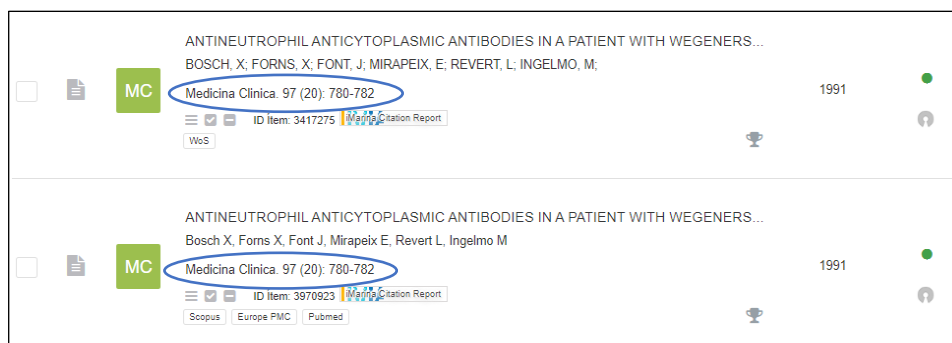 ANTINEUTROPHIL ANTICYTOPLASMIC ANTIBODIES IN A PATIENT WITH WEGENERS...
BOSCH, X; FORNS, X; FONT, J; MIRAPEIX, E; REVERT, L; INGELMO, M;
MC
Medicina Clinica. 97 (20): 780-782
1991
ID Item: 3417275 iMarina Citation Report
WoS
ANTINEUTROPHIL ANTICYTOPLASMIC ANTIBODIES IN A PATIENT WITH WEGENERS...
Bosch X, Forns X, Font J, Mirapeix E, Revert L, Ingelmo M
MC
Medicina Clinica. 97 (20): 780-782
1991
ID Item: 3970923 iMarina Citation Report
Scopus Europe PMC Pubmed